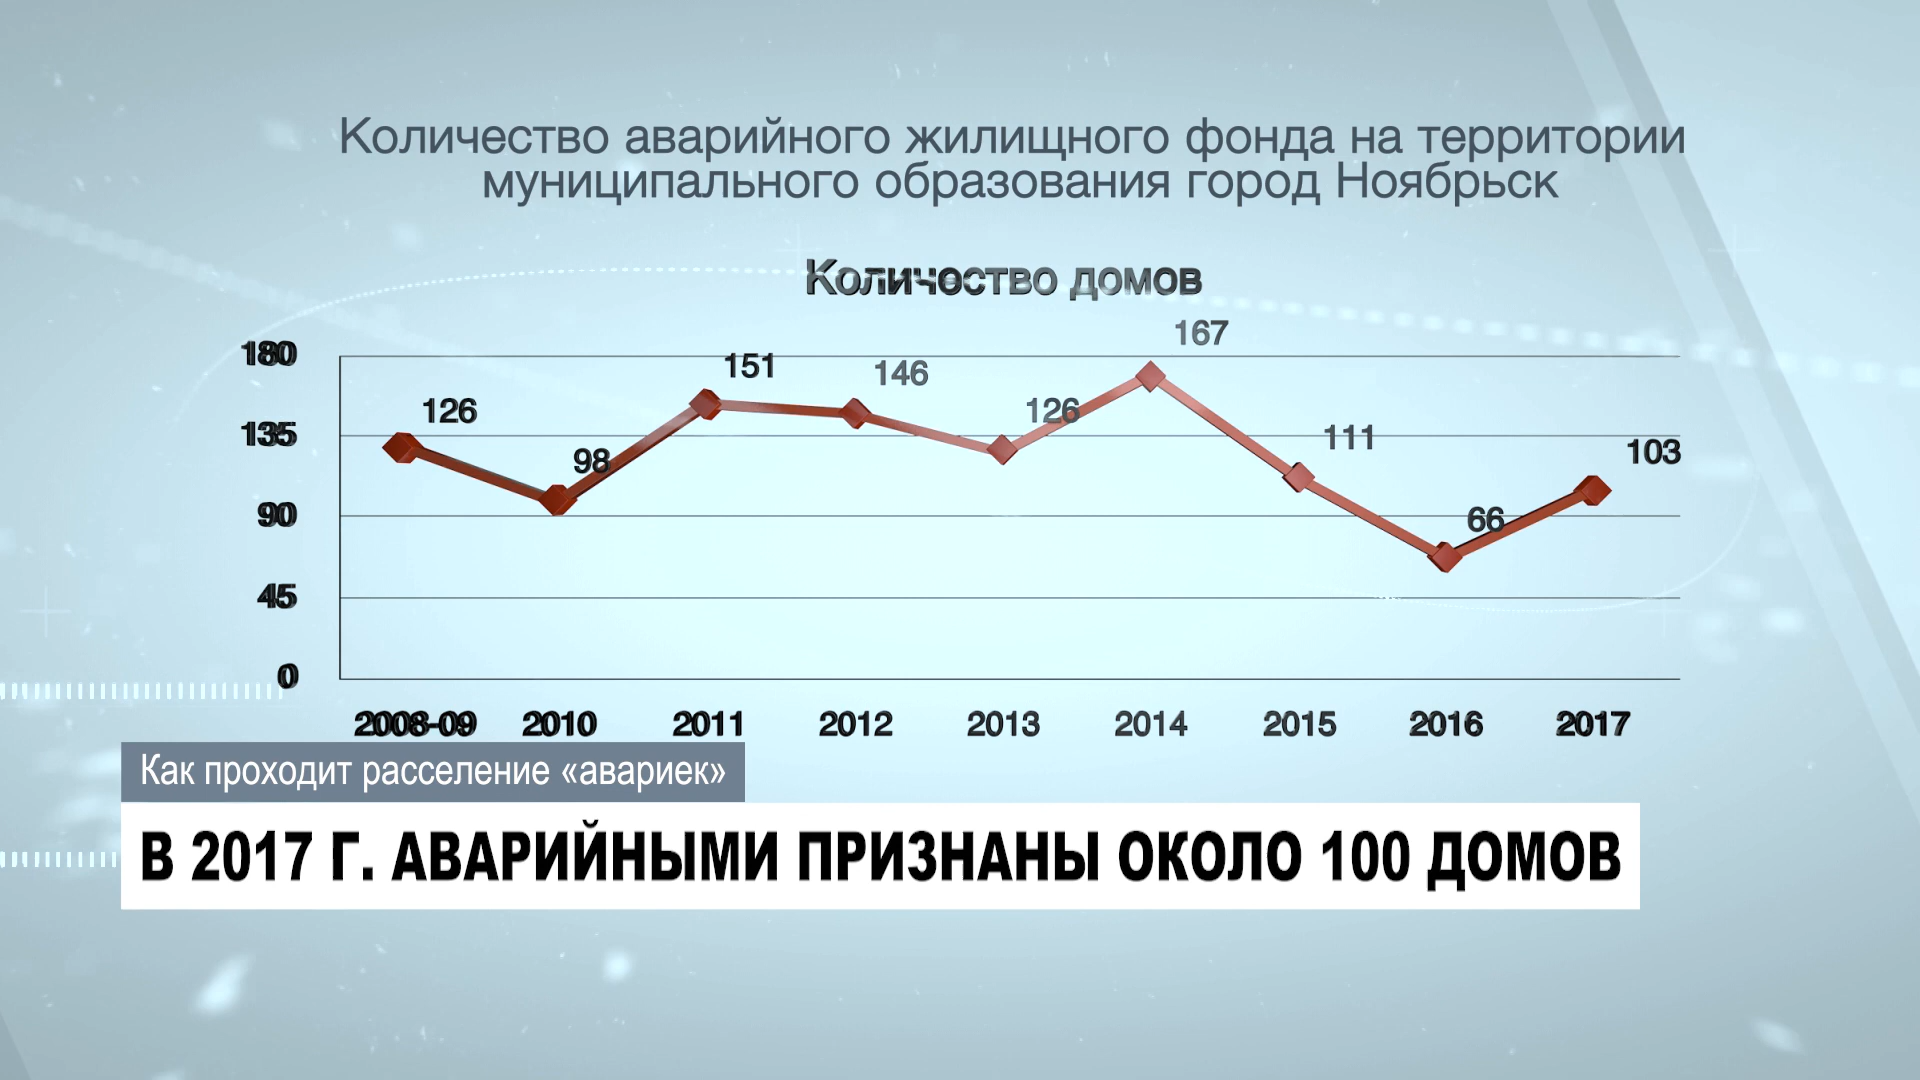 Количество аварийного жилищного фонда на территории
муниципального образования город Ноябрьск
Количество домов
167
180
151
146
126
126
135
111
103
98
90
66
45
0
2008-09 2010 2011 2012 2013 2014 2015 2016 2017
Как проходит расселение «авариек»
В 2017 Г. АВАРИЙНЫМИ ПРИЗНАНЫ ОКОЛО 100 ДОМОВ